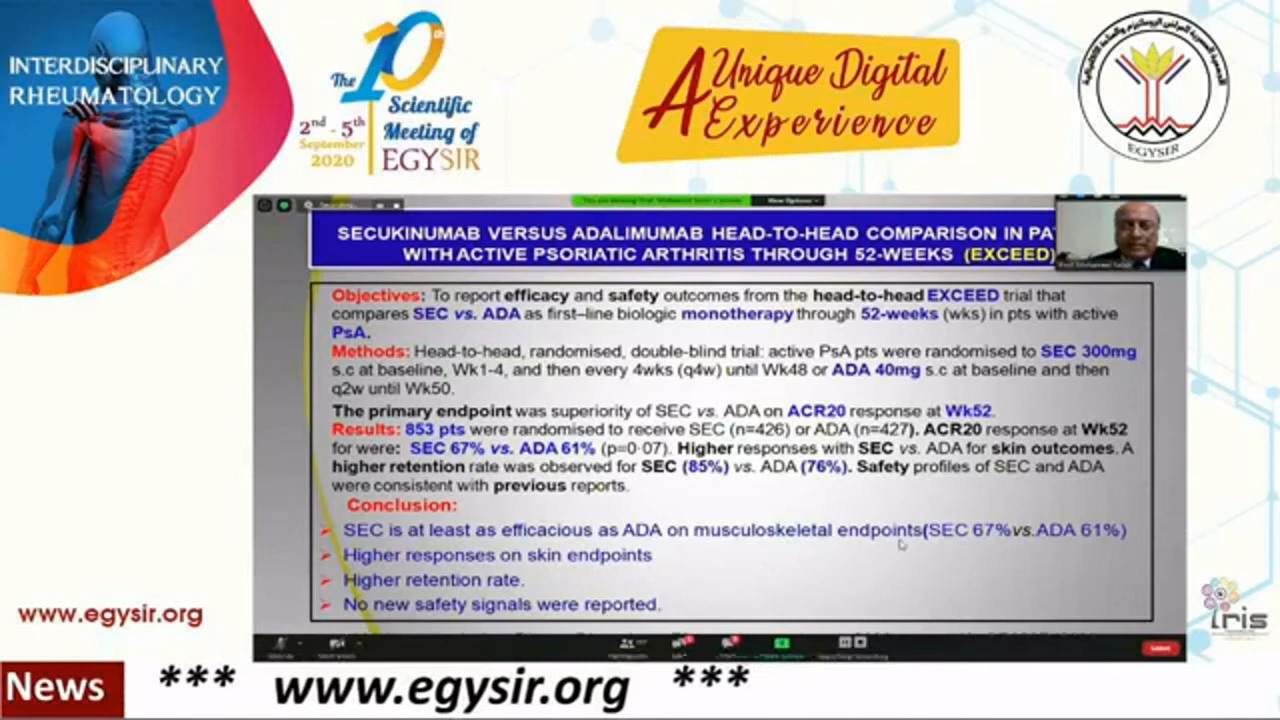 INTERDISCIPLINARY
RHEUMATOLOGY
The 10th
Scientific
Meeting of
EGYSIR
2nd - 5th
September
2020
A Unique Digital
Experience
EGYSIR
View Options
SECUKINUMAB VERSUS ADALIMUMAB HEAD-TO-HEAD COMPARISON IN PA
WITH ACTIVE PSORIATIC ARTHRITIS THROUGH 52-WEEKS (EXCEED)
Objectives: To report efficacy and safety outcomes from the head-to-head EXCEED trial that
compares SEC vs. ADA as first–line biologic monotherapy through 52-weeks (wks) in pts with active
PsA.
Methods: Head-to-head, randomised, double-blind trial: active PsA pts were randomised to SEC 300mg
s.c at baseline, Wk1-4, and then every 4wks (q4w) until Wk48 or ADA 40mg s.c at baseline and then
q2w until Wk50.
The primary endpoint was superiority of SEC vs. ADA on ACR20 response at Wk52.
Results: 853 pts were randomised to receive SEC (n=426) or ADA (n=427). ACR20 response at Wk52
for were: SEC 67% vs. ADA 61% (p=0·07). Higher responses with SEC vs. ADA for skin outcomes. A
higher retention rate was observed for SEC (85%) vs. ADA (76%). Safety profiles of SEC and ADA
were consistent with previous reports.
Conclusion:
SEC is at least as efficacious as ADA on musculoskeletal endpoints(SEC 67%vs.ADA 61%)
Higher responses on skin endpoints
Higher retention rate.
No new safety signals were reported.
Leave
www.egysir.org
iris
News
*** www.egysir.org ***